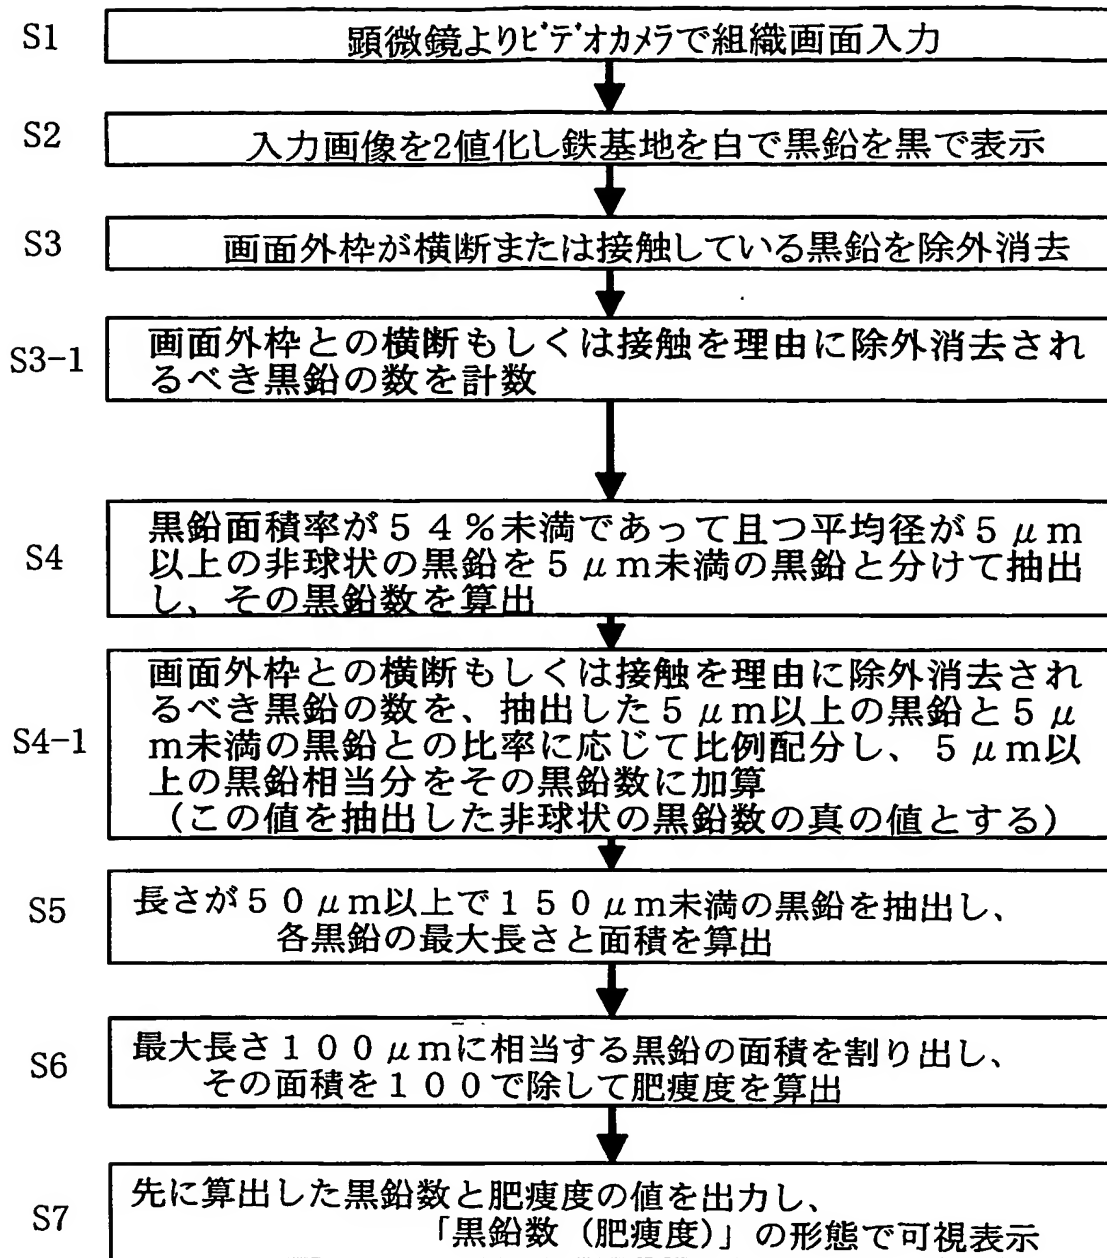 S1
顕微鏡よりﾋﾞﾃﾞｵｶﾒﾗで組織画面入力
S2
入力画像を2値化し鉄基地を白で黒鉛を黒で表示
S3
画面外枠が横断または接触している黒鉛を除外消去
S3-1
画面外枠との横断もしくは接触を理由に除外消去され
るべき黒鉛の数を計数
S4
黒鉛面積率が５４％未満であって且つ平均径が５μm
以上の非球状の黒鉛を５μm未満の黒鉛と分けて抽出
し、その黒鉛数を算出
S4-1
画面外枠との横断もしくは接触を理由に除外消去され
るべき黒鉛の数を、抽出した５μm以上の黒鉛と５μ
m未満の黒鉛との比率に応じて比例配分し、５μm以
上の黒鉛相当分をその黒鉛数に加算
（この値を抽出した非球状の黒鉛数の真の値とする）
S5
長さが５０μm以上で１５０μm未満の黒鉛を抽出し、
各黒鉛の最大長さと面積を算出
S6
最大長さ１００μmに相当する黒鉛の面積を割り出し、
その面積を１００で除して肥痩度を算出
S7
先に算出した黒鉛数と肥痩度の値を出力し、
「黒鉛数（肥痩度）」の形態で可視表示